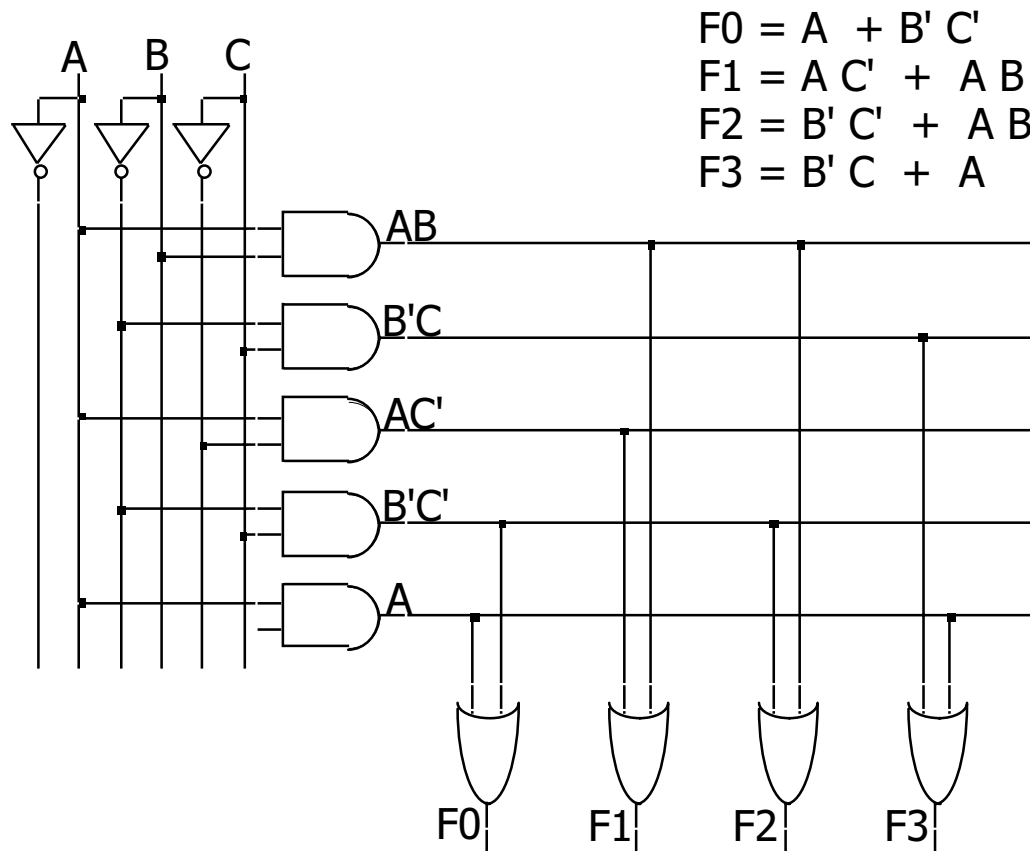 F0 = A + B' C'
F1 = A C' + A B
F2 = B' C' + A B
F3 = B' C + A
A B C
AB
B'C
AC'
B'C'
A
F0 F1 F2 F3